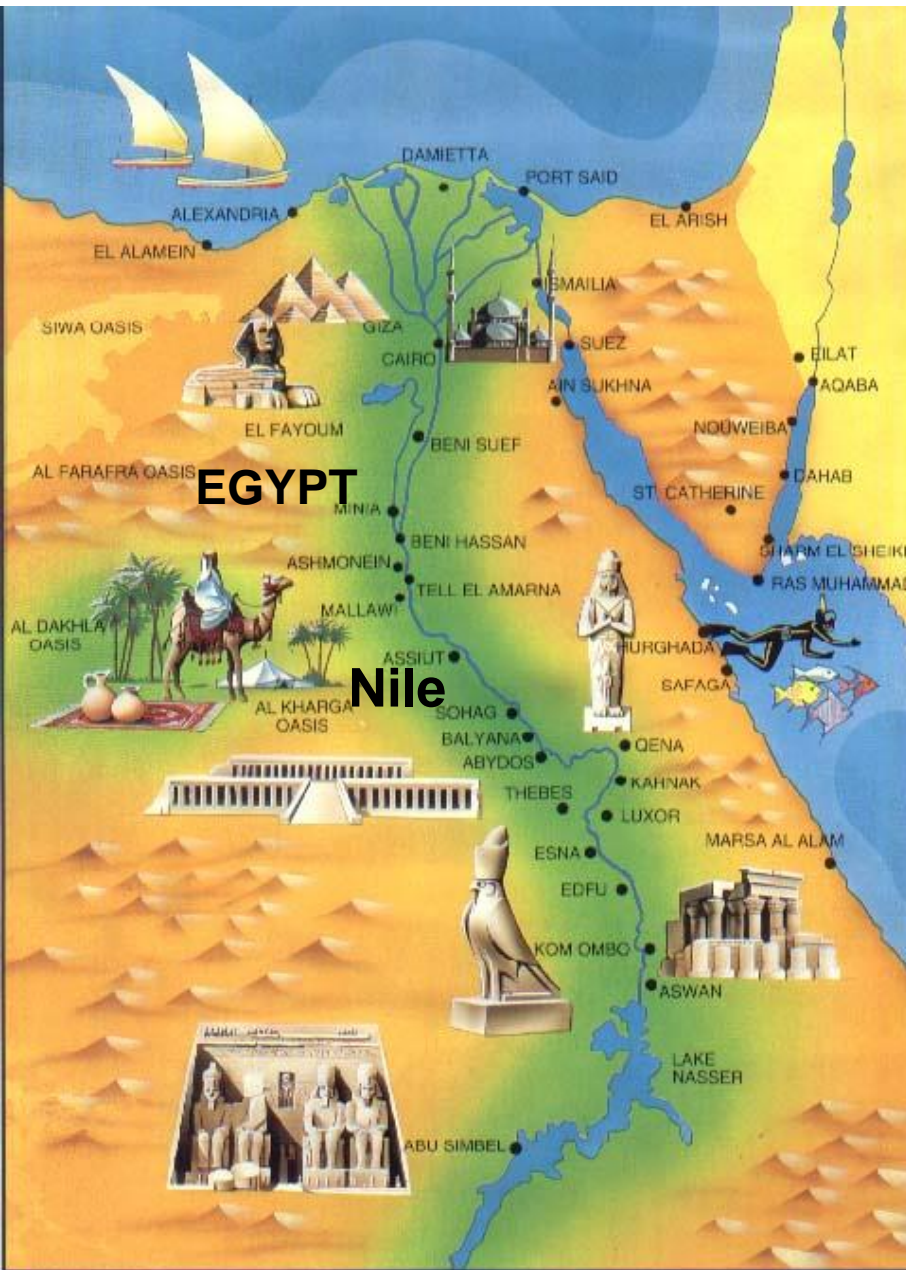 DAMIETTA
PORT SAID
ALEXANDRIA
EL ARISH
EL ALAMEIN
ISMAILIA
SIWA OASIS
GIZA
CAIRO
SUEZ
EILAT
AIN SUKHNA
AQABA
NOUWEIBA
EL FAYOUM
BENI SUEF
AL FARAFRA OASIS
EGYPT
DAHAB
ST. CATHERINE
MINIA
BENI HASSAN
SHARM EL SHEIKH
ASHMONEIN
TELL EL AMARNA
RAS MUHAMMAD
MALLAWI
AL DAKHLA
OASIS
HURGHADA
ASSIUT
SAFAGA
Nile
AL KHARGA
OASIS
SOHAG
BALYANA
QENA
ABYDOS
KAHNAK
THEBES
LUXOR
MARSA AL ALAM
ESNA
EDFU
KOM OMBO
ASWAN
LAKE
NASSER
ABU SIMBEL